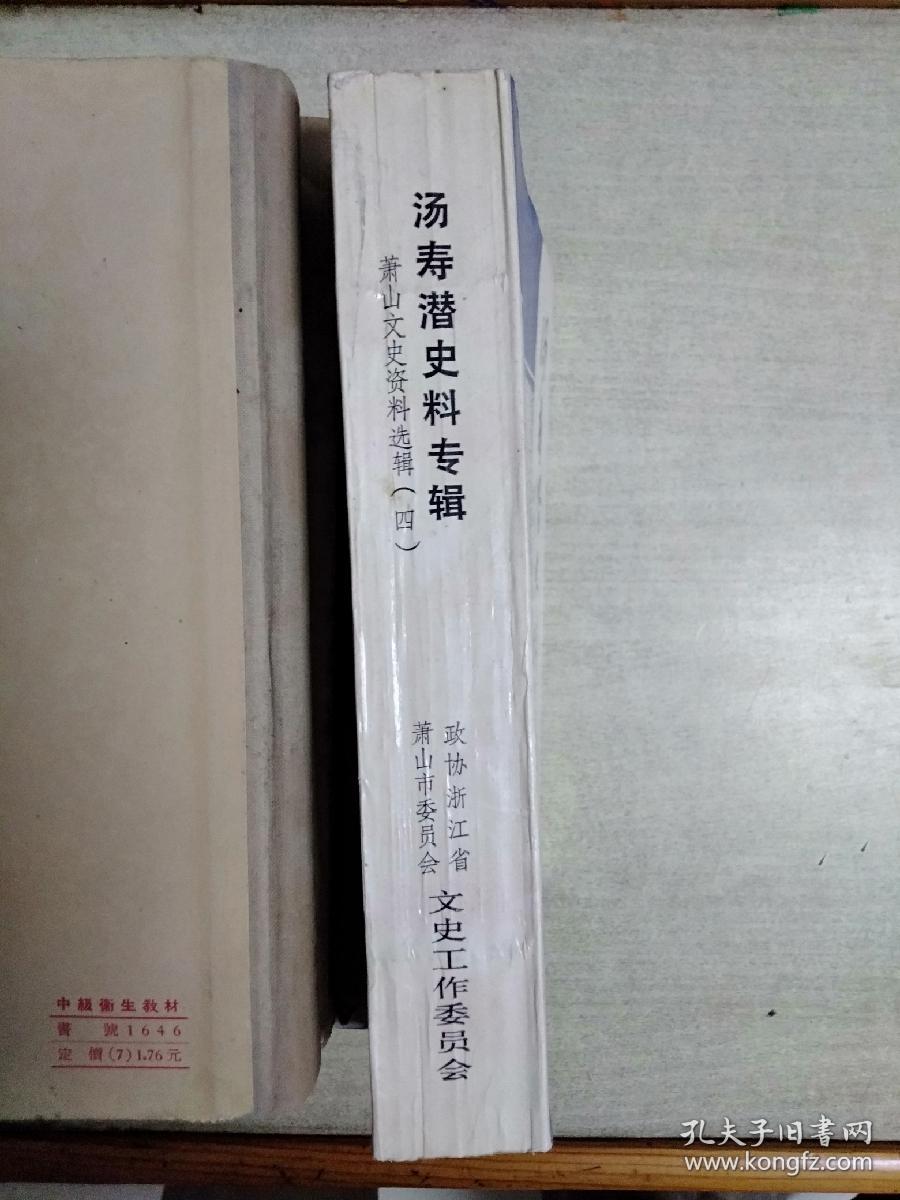 汤寿潜史料专辑
萧山文史资料选辑(四)
政协浙江省
萧山市委员会
文史工作委员会
中級衞生教材
書號1646
定價(7)1.76元
孔夫子旧书网
www.kongfz.com